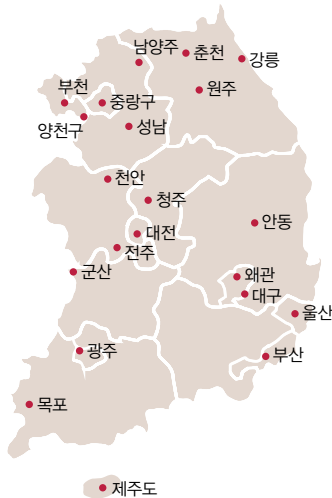 남양주
춘천
강릉
부천
중랑구
원주
양천구
성남
천안
청주
대전
안동
전주
군산
왜관
대구
울산
광주
부산
목포
제주도